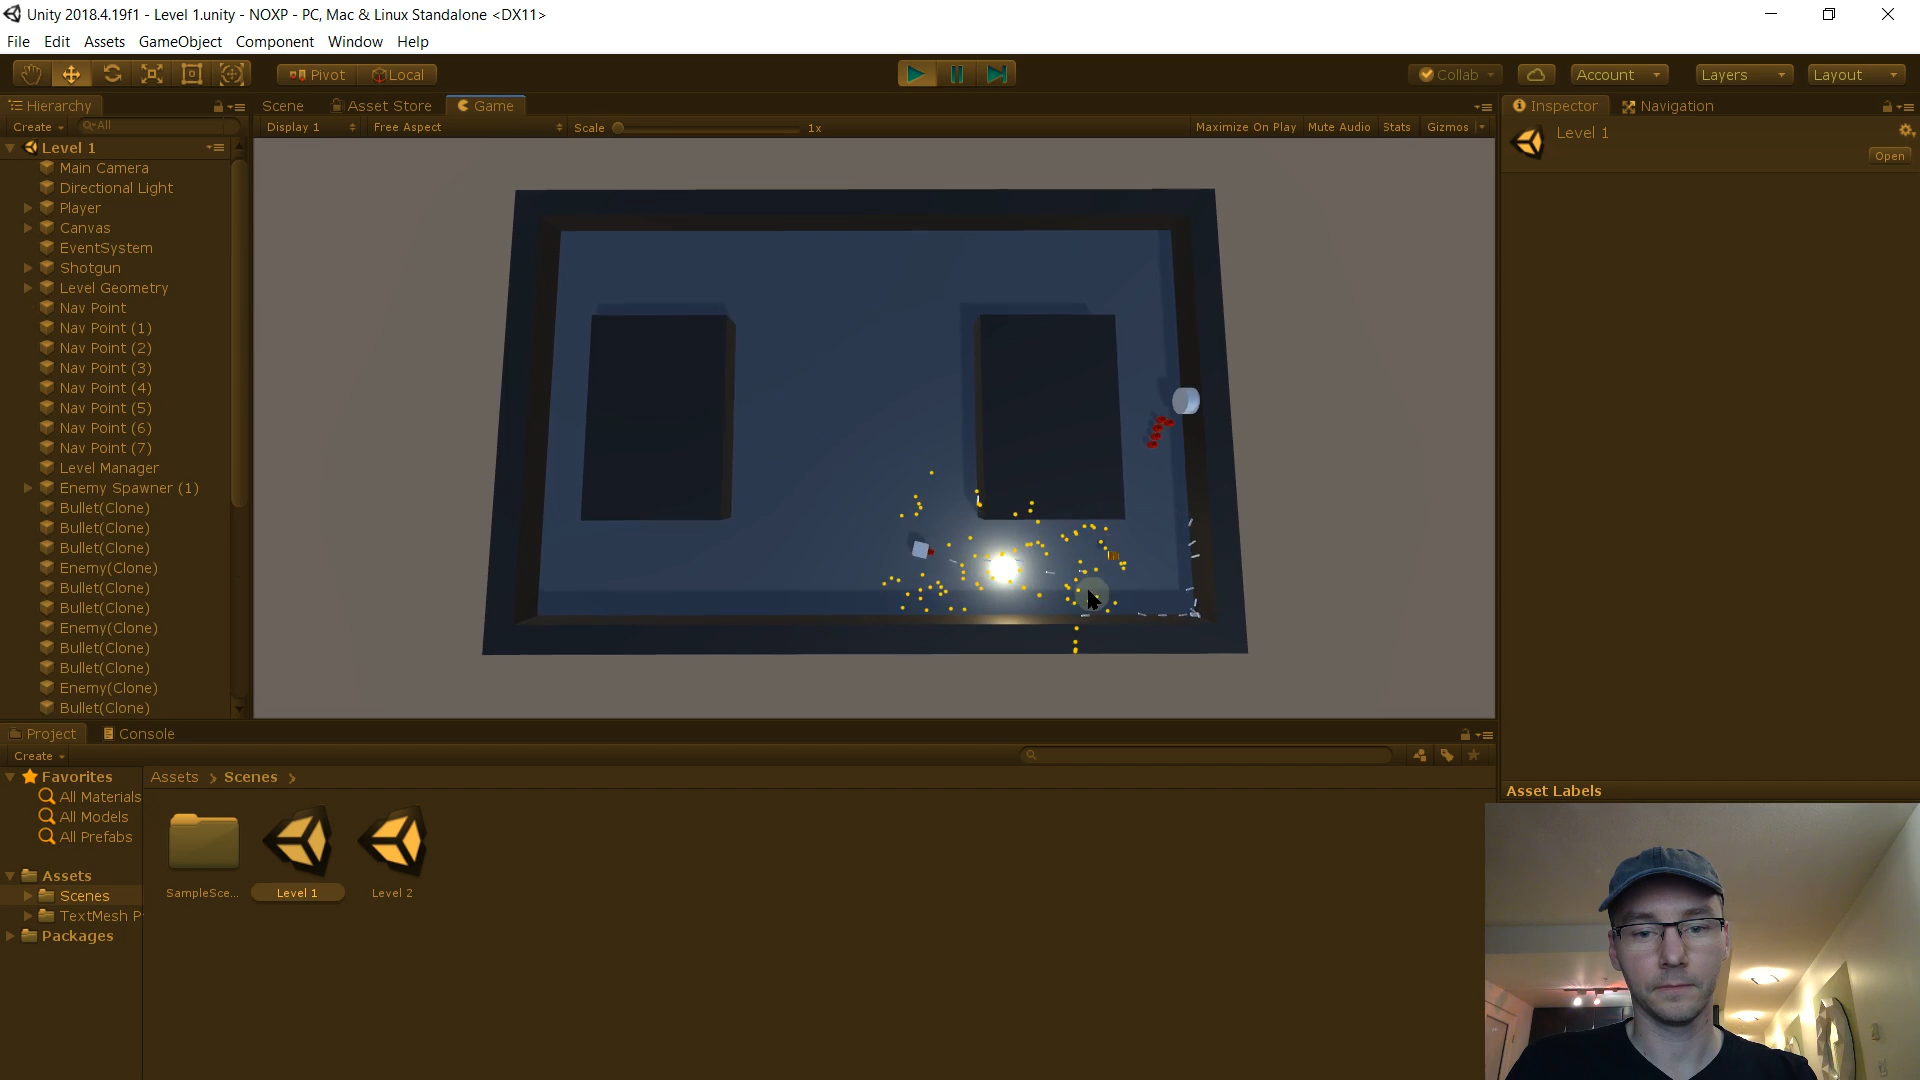 Unity 2018.4.19f1 - Level 1.unity - NOXP - PC, Mac & Linux Standalone <DX11>
File Edit Assets GameObject Component Window Help
Pivot Local Collab Account Layers Layout
Hierarchy Scene Asset Store Game Inspector Navigation
Create All Display 1 Free Aspect Scale 1x Maximize On Play Mute Audio Stats Gizmos
Level 1
Open
Level 1
Main Camera
Directional Light
Player
Canvas
EventSystem
Shotgun
Level Geometry
Nav Point
Nav Point (1)
Nav Point (2)
Nav Point (3)
Nav Point (4)
Nav Point (5)
Nav Point (6)
Nav Point (7)
Level Manager
Enemy Spawner (1)
Bullet(Clone)
Bullet(Clone)
Bullet(Clone)
Enemy(Clone)
Bullet(Clone)
Bullet(Clone)
Enemy(Clone)
Bullet(Clone)
Bullet(Clone)
Enemy(Clone)
Bullet(Clone)
Project Console
Create
Favorites
All Materials
All Models
All Prefabs
Assets
Scenes
TextMesh P
Packages
Assets > Scenes >
SampleSce... Level 1 Level 2
Asset Labels